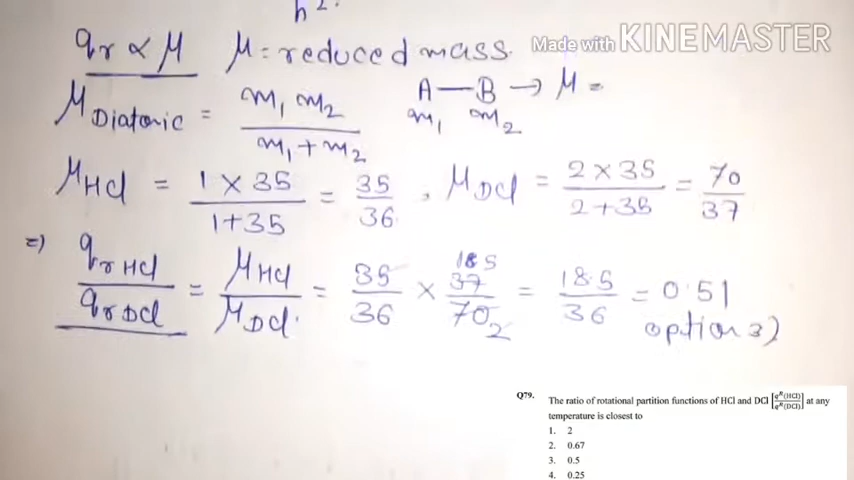 h².
qr ∝ μ μ = reduced mass.
Made with KINEMASTER
μDiatomic = m₁ m₂ / m₁ + m₂
A — B → μ =
m₁ m₂
μHCl = 1 × 35 / 1+35 = 35 / 36 , μDCl = 2 × 35 / 2+35 = 70 / 37
=) qr HCl / qr DCl = μHCl / μDCl. = 35 / 36 × 37 18.5 / 70 2 = 18.5 / 36 = 0.51
option 3)
Q79. The ratio of rotational partition functions of HCl and DCl [qᴿ(HCl) / qᴿ(DCl)] at any
temperature is closest to
1. 2
2. 0.67
3. 0.5
4. 0.25